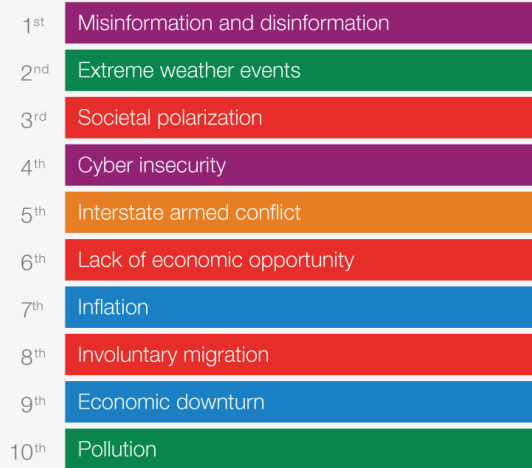 1st Misinformation and disinformation
2nd Extreme weather events
3rd Societal polarization
4th Cyber insecurity
5th Interstate armed conflict
6th Lack of economic opportunity
7th Inflation
8th Involuntary migration
9th Economic downturn
10th Pollution